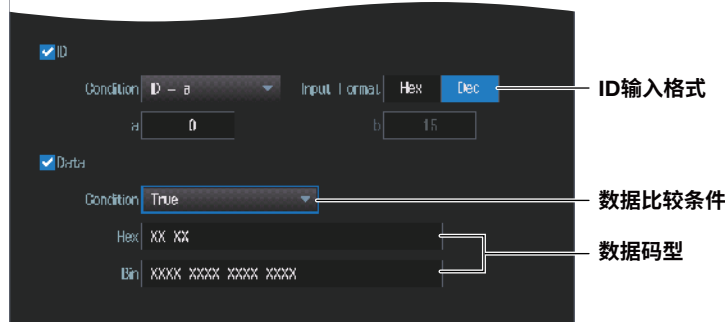 ID
Condition ID – a Input Format Hex Dec ID输入格式
a 0 b 15
Data
Condition True 数据比较条件
Hex XX XX
数据码型
Bin XXXX XXXX XXXX XXXX